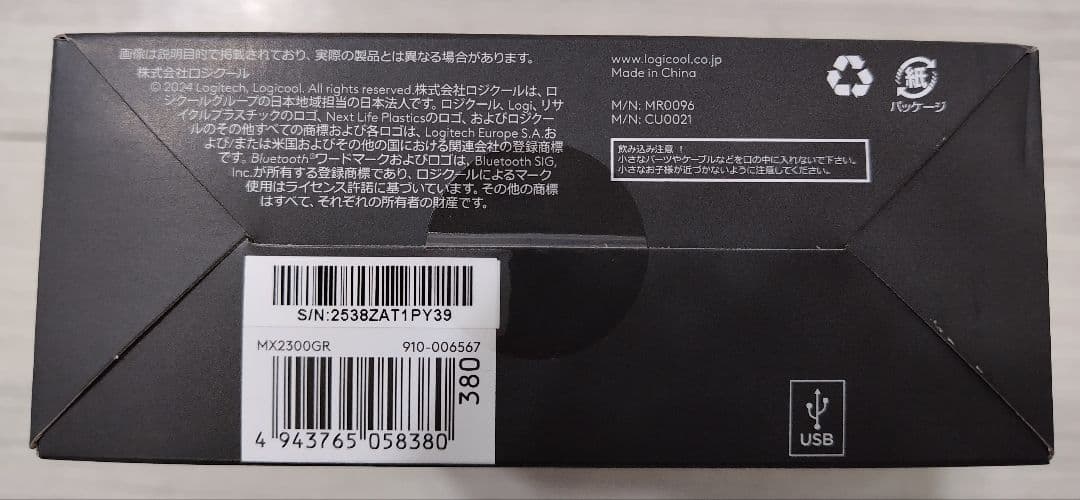 画像は説明目的で掲載されており、実際の製品とは異なる場合があります。
株式会社ロジクール
© 2024 Logitech, Logicool. All rights reserved.株式会社ロジクールは、ロ
ジクールグループの日本地域担当の日本法人です。ロジクール、Logi、リサ
イクルプラスチックのロゴ、Next Life Plasticsのロゴ、およびロジクー
ルのその他すべての商標および各ロゴは、Logitech Europe S.A.お
よび/または米国およびその他の国における関連会社の登録商標
です。Bluetooth®ワードマークおよびロゴは、Bluetooth SIG,
Inc.が所有する登録商標であり、ロジクールによるマーク
使用はライセンス許諾に基づいています。その他の商標
はすべて、それぞれの所有者の財産です。
www.logicool.co.jp
Made in China
M/N: MR0096
M/N: CU0021
飲み込み注意！
小さなパーツやケーブルなどを口の中に入れないで下さい。
小さなお子様が近づかないように注意してください。
紙
パッケージ
S/N:2538ZAT1PY39
MX2300GR 910-006567
380
4 943765 058380
USB